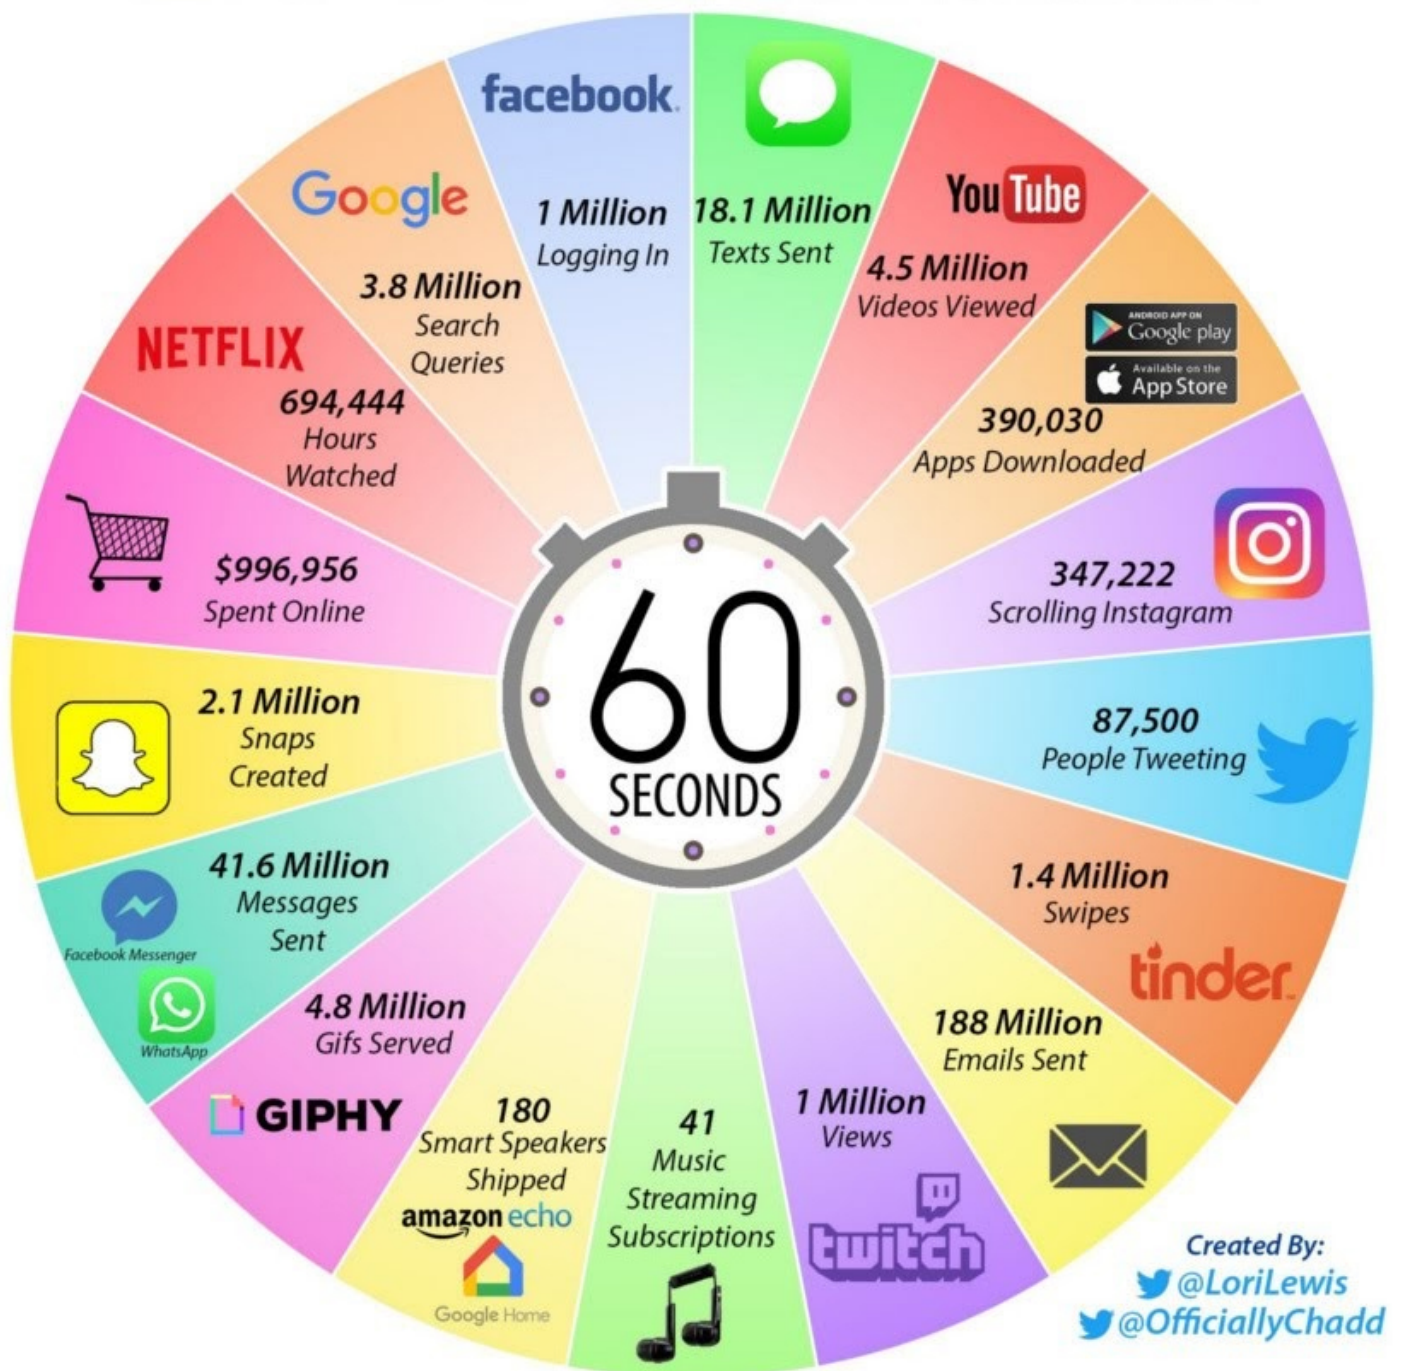 facebook
1 Million
Logging In
18.1 Million
Texts Sent
YouTube
4.5 Million
Videos Viewed
ANDROID APP ON
Google play
Available on the
App Store
390,030
Apps Downloaded
347,222
Scrolling Instagram
87,500
People Tweeting
1.4 Million
Swipes
tinder
188 Million
Emails Sent
1 Million
Views
twitch
41
Music
Streaming
Subscriptions
180
Smart Speakers
Shipped
amazon echo
Google Home
4.8 Million
Gifs Served
GIPHY
41.6 Million
Messages
Sent
Facebook Messenger
WhatsApp
2.1 Million
Snaps
Created
$996,956
Spent Online
NETFLIX
694,444
Hours
Watched
Google
3.8 Million
Search
Queries
60
SECONDS
Created By:
@LoriLewis
@OfficiallyChadd